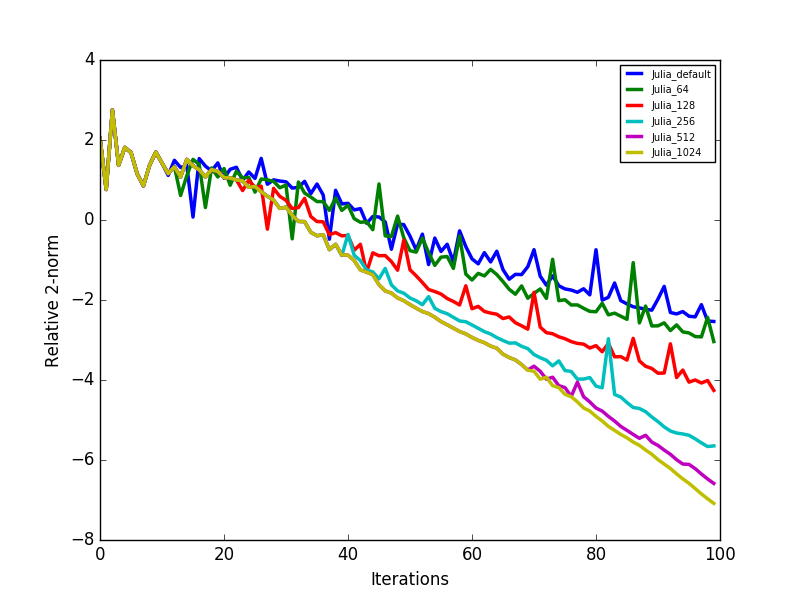 4
2
0
−2
−4
−6
−8
0 20 40 60 80 100
Relative 2-norm
Iterations
Julia_default
Julia_64
Julia_128
Julia_256
Julia_512
Julia_1024